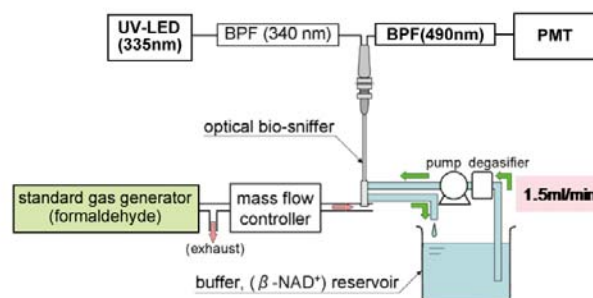 UV-LED
(335nm)
BPF (340 nm)
BPF(490nm)
PMT
optical bio-sniffer
pump
degasifier
standard gas generator
(formaldehyde)
mass flow
controller
1.5ml/min
(exhaust)
buffer, (β-NAD⁺) reservoir